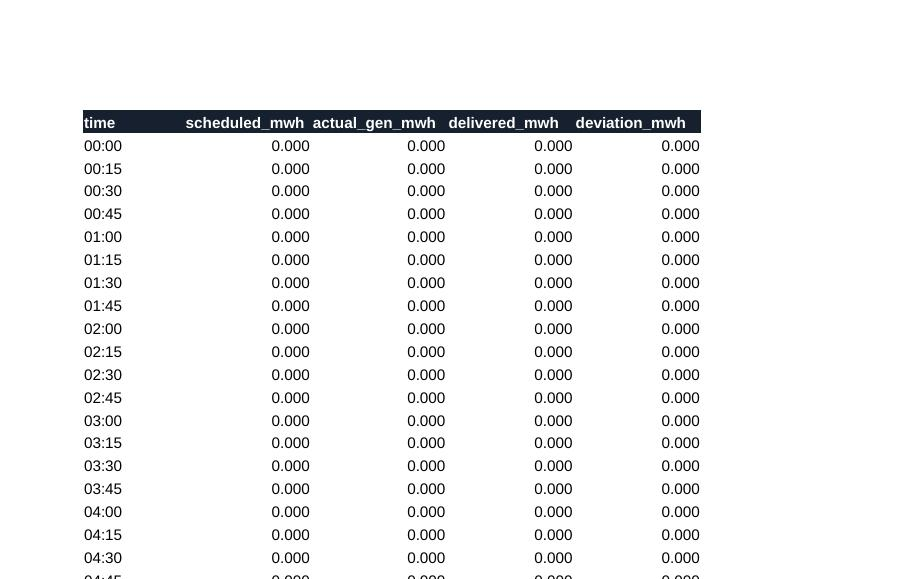 time scheduled_mwh actual_gen_mwh delivered_mwh deviation_mwh
00:00 0.000 0.000 0.000 0.000
00:15 0.000 0.000 0.000 0.000
00:30 0.000 0.000 0.000 0.000
00:45 0.000 0.000 0.000 0.000
01:00 0.000 0.000 0.000 0.000
01:15 0.000 0.000 0.000 0.000
01:30 0.000 0.000 0.000 0.000
01:45 0.000 0.000 0.000 0.000
02:00 0.000 0.000 0.000 0.000
02:15 0.000 0.000 0.000 0.000
02:30 0.000 0.000 0.000 0.000
02:45 0.000 0.000 0.000 0.000
03:00 0.000 0.000 0.000 0.000
03:15 0.000 0.000 0.000 0.000
03:30 0.000 0.000 0.000 0.000
03:45 0.000 0.000 0.000 0.000
04:00 0.000 0.000 0.000 0.000
04:15 0.000 0.000 0.000 0.000
04:30 0.000 0.000 0.000 0.000